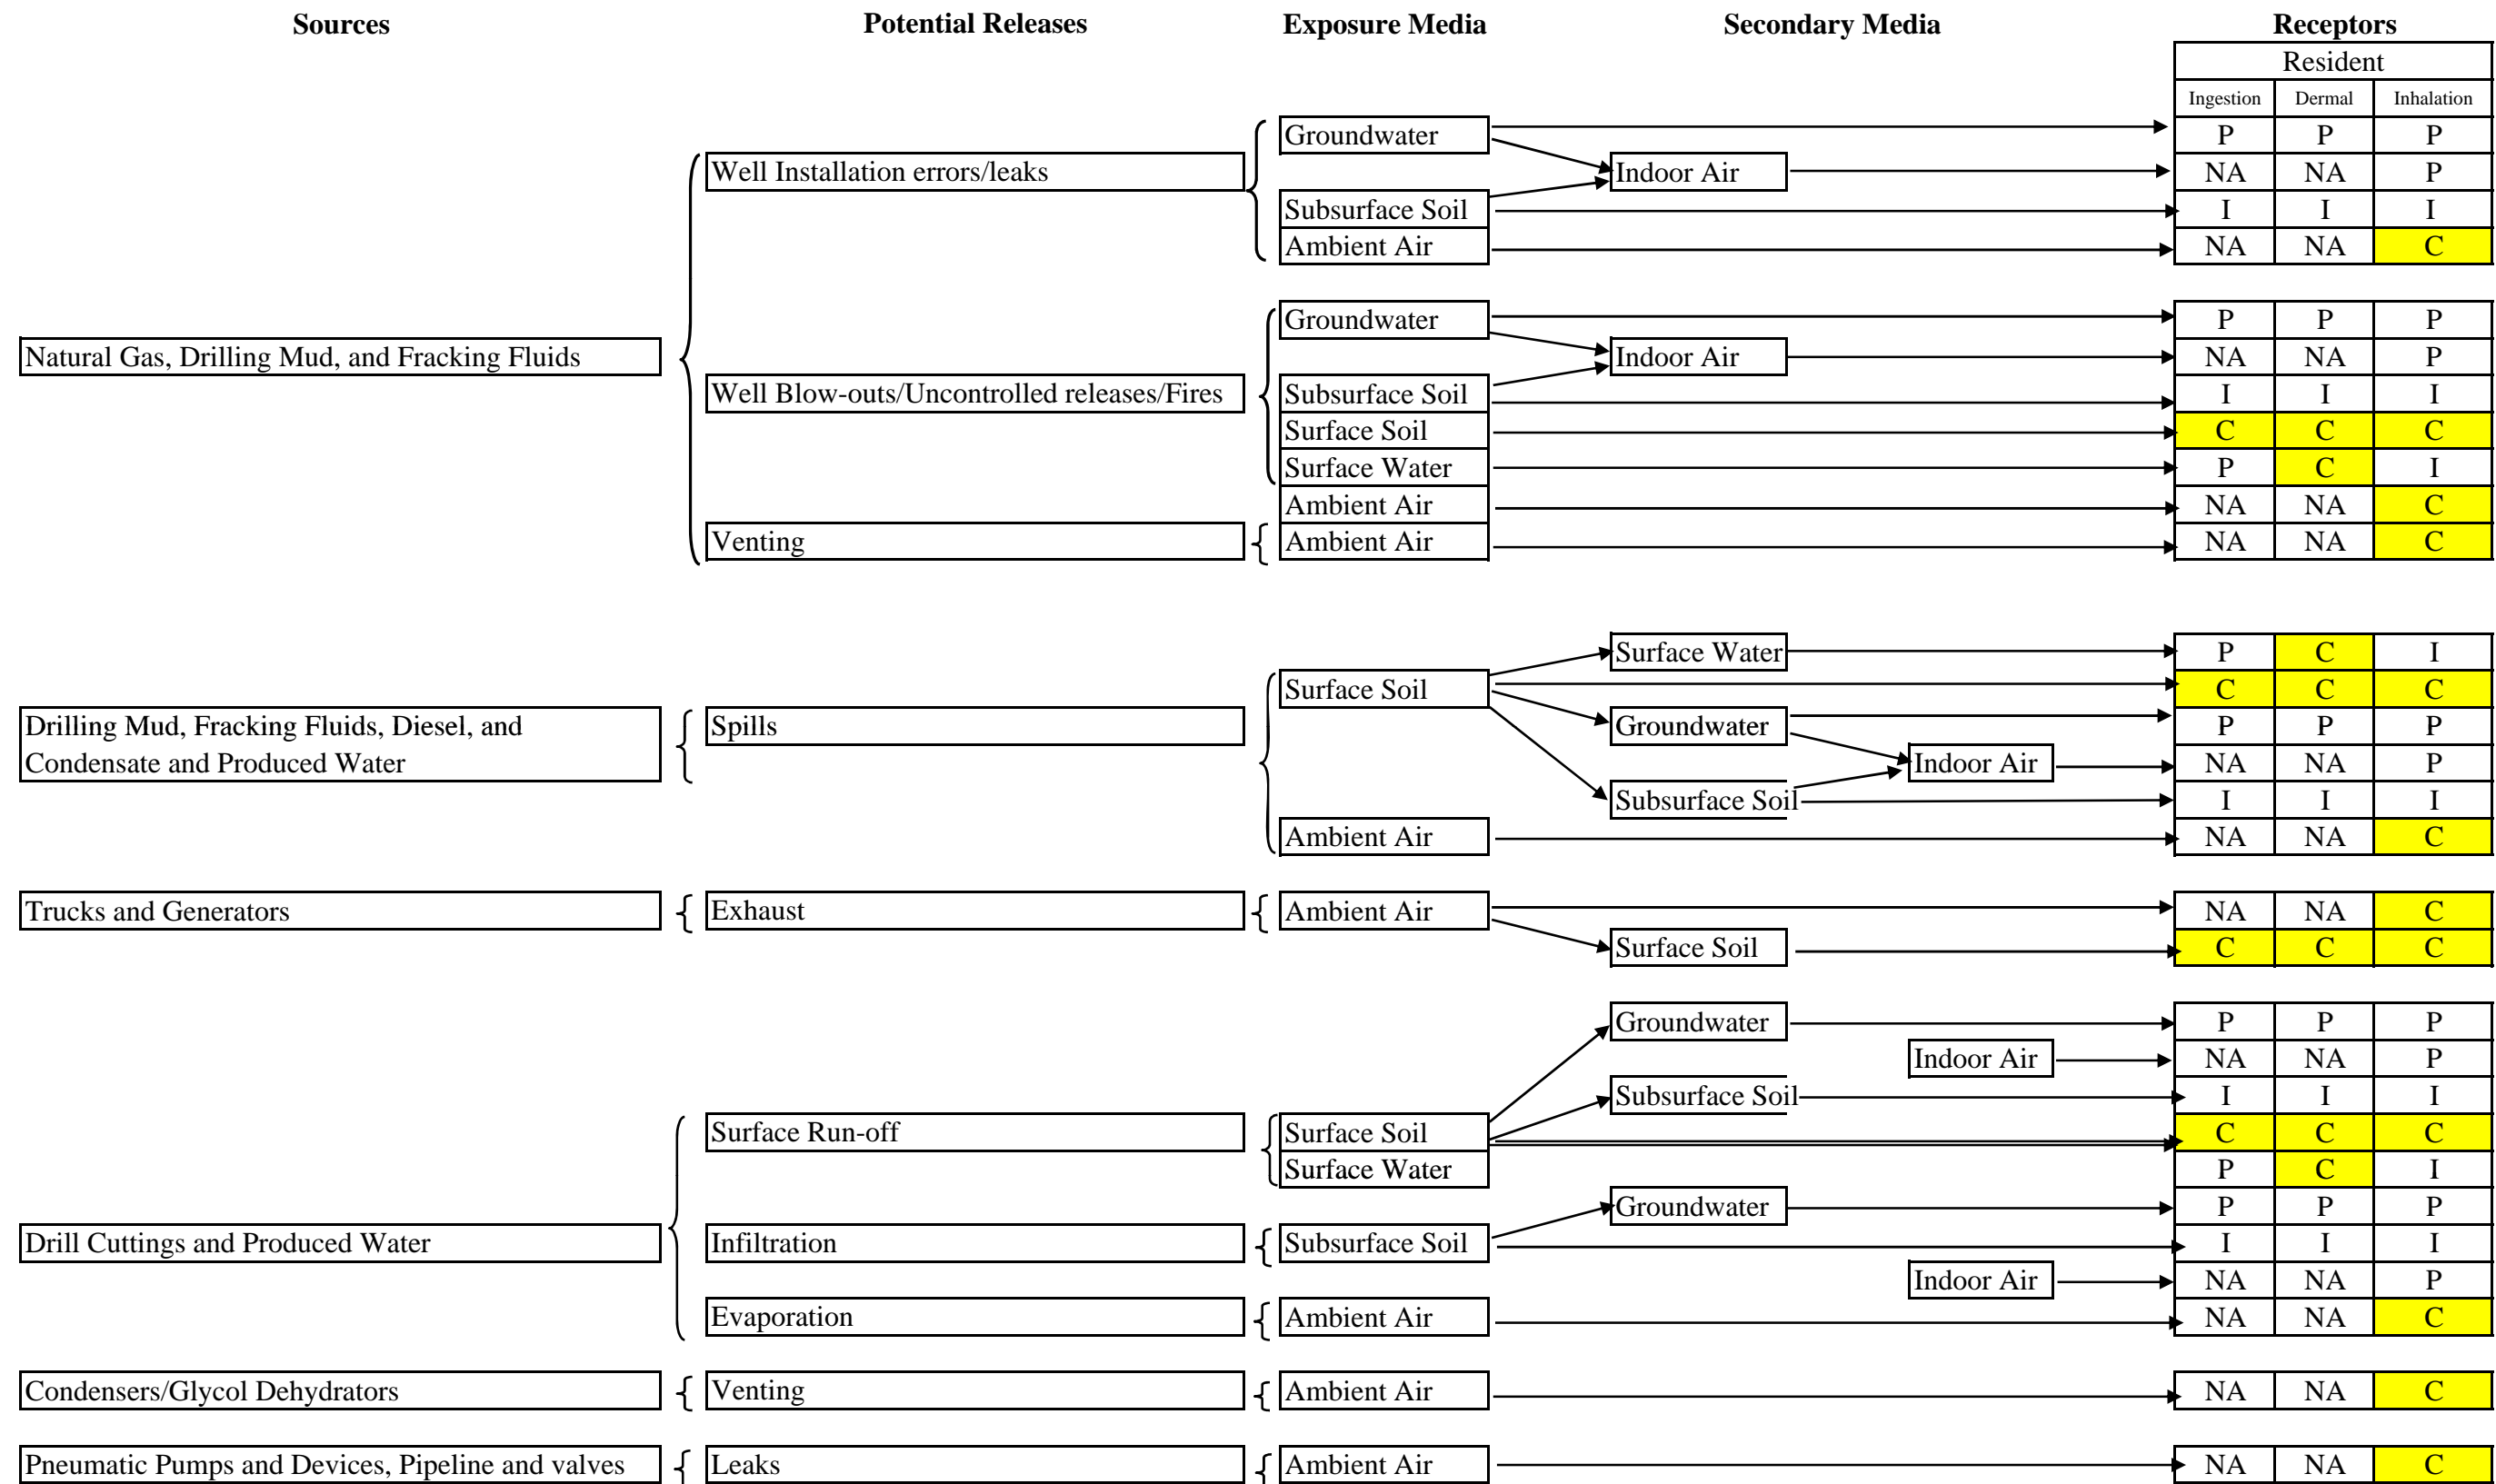 Sources Potential Releases Exposure Media Secondary Media Receptors
Resident
Ingestion Dermal Inhalation
Groundwater P P P
Well Installation errors/leaks Indoor Air NA NA P
Subsurface Soil I I I
Ambient Air NA NA C
Groundwater P P P
Natural Gas, Drilling Mud, and Fracking Fluids Indoor Air NA NA P
Well Blow-outs/Uncontrolled releases/Fires Subsurface Soil I I I
Surface Soil C C C
Surface Water P C I
Ambient Air NA NA C
Venting Ambient Air NA NA C
Surface Water P C I
Surface Soil C C C
Drilling Mud, Fracking Fluids, Diesel, and Spills Groundwater P P P
Condensate and Produced Water Indoor Air NA NA P
Subsurface Soil I I I
Ambient Air NA NA C
Trucks and Generators Exhaust Ambient Air NA NA C
Surface Soil C C C
Groundwater P P P
Indoor Air NA NA P
Subsurface Soil I I I
Surface Run-off Surface Soil C C C
Surface Water P C I
Groundwater P P P
Drill Cuttings and Produced Water Infiltration Subsurface Soil I I I
Indoor Air NA NA P
Evaporation Ambient Air NA NA C
Condensers/Glycol Dehydrators Venting Ambient Air NA NA C
Pneumatic Pumps and Devices, Pipeline and valves Leaks Ambient Air NA NA C